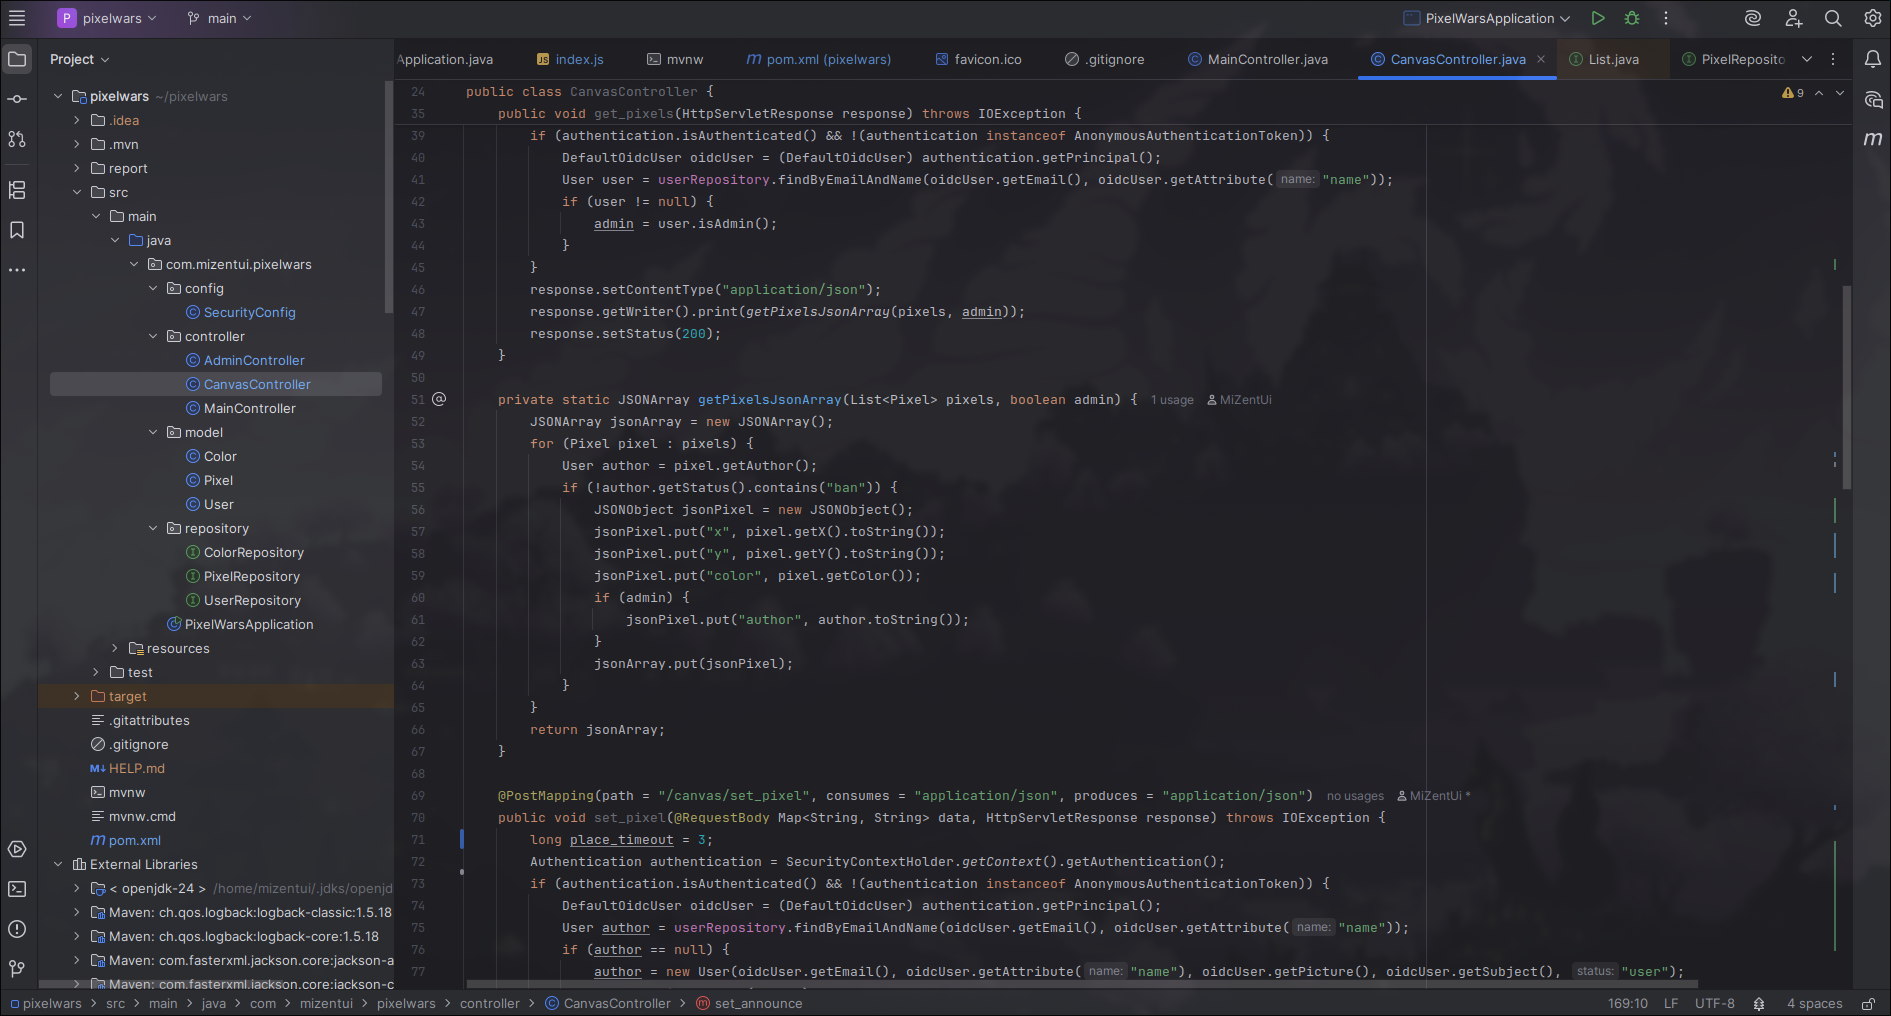 P pixelwars main PixelWarsApplication
Project
Application.java index.js mvnw pom.xml (pixelwars) favicon.ico .gitignore MainController.java CanvasController.java List.java PixelReposito
pixelwars ~/pixelwars
.idea
.mvn
report
src
main
java
com.mizentui.pixelwars
config
SecurityConfig
controller
AdminController
CanvasController
MainController
model
Color
Pixel
User
repository
ColorRepository
PixelRepository
UserRepository
PixelWarsApplication
resources
test
target
.gitattributes
.gitignore
HELP.md
mvnw
mvnw.cmd
pom.xml
External Libraries
< openjdk-24 > /home/mizentui/.jdks/openjd
Maven: ch.qos.logback:logback-classic:1.5.18
Maven: ch.qos.logback:logback-core:1.5.18
Maven: com.fasterxml.jackson.core:jackson-a
Maven: com.fasterxml.jackson.core:jackson-c
24 public class CanvasController { 9
35 public void get_pixels(HttpServletResponse response) throws IOException {
39 if (authentication.isAuthenticated() && !(authentication instanceof AnonymousAuthenticationToken)) {
40 DefaultOidcUser oidcUser = (DefaultOidcUser) authentication.getPrincipal();
41 User user = userRepository.findByEmailAndName(oidcUser.getEmail(), oidcUser.getAttribute( name: "name"));
42 if (user != null) {
43 admin = user.isAdmin();
44 }
45 }
46 response.setContentType("application/json");
47 response.getWriter().print(getPixelsJsonArray(pixels, admin));
48 response.setStatus(200);
49 }
50
51 @ private static JSONArray getPixelsJsonArray(List<Pixel> pixels, boolean admin) { 1 usage MiZentUi
52 JSONArray jsonArray = new JSONArray();
53 for (Pixel pixel : pixels) {
54 User author = pixel.getAuthor();
55 if (!author.getStatus().contains("ban")) {
56 JSONObject jsonPixel = new JSONObject();
57 jsonPixel.put("x", pixel.getX().toString());
58 jsonPixel.put("y", pixel.getY().toString());
59 jsonPixel.put("color", pixel.getColor());
60 if (admin) {
61 jsonPixel.put("author", author.toString());
62 }
63 jsonArray.put(jsonPixel);
64 }
65 }
66 return jsonArray;
67 }
68
69 @PostMapping(path = "/canvas/set_pixel", consumes = "application/json", produces = "application/json") no usages MiZentUi *
70 public void set_pixel(@RequestBody Map<String, String> data, HttpServletResponse response) throws IOException {
71 long place_timeout = 3;
72 Authentication authentication = SecurityContextHolder.getContext().getAuthentication();
73 if (authentication.isAuthenticated() && !(authentication instanceof AnonymousAuthenticationToken)) {
74 DefaultOidcUser oidcUser = (DefaultOidcUser) authentication.getPrincipal();
75 User author = userRepository.findByEmailAndName(oidcUser.getEmail(), oidcUser.getAttribute( name: "name"));
76 if (author == null) {
77 author = new User(oidcUser.getEmail(), oidcUser.getAttribute( name: "name"), oidcUser.getPicture(), oidcUser.getSubject(), status: "user");
pixelwars > src > main > java > com > mizentui > pixelwars > controller > CanvasController > set_announce 169:10 LF UTF-8 4 spaces